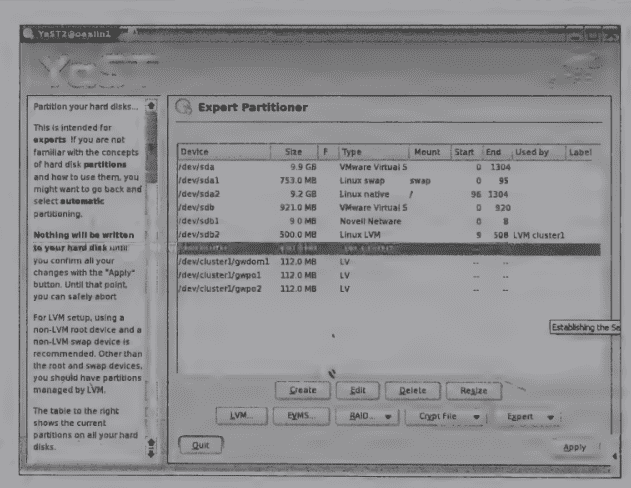 YaST2@oeslin1
YaST
Partition your hard disks...
This is intended for
experts. If you are not
familiar with the concepts
of hard disk partitions
and how to use them, you
might want to go back and
select automatic
partitioning.
Nothing will be written
to your hard disk until
you confirm all your
changes with the "Apply"
button. Until that point,
you can safely abort
For LVM setup, using a
non-LVM root device and a
non-LVM swap device is
recommended. Other than
the root and swap devices,
you should have partitions
managed by LVM.
The table to the right
shows the current
partitions on all your hard
disks.
Expert Partitioner
Device Size F Type Mount Start End Used by Label
/dev/sda 9.9 GB VMware Virtual S 0 1304
/dev/sda1 753.0 MB Linux swap swap 0 95
/dev/sda2 9.2 GB Linux native / 96 1304
/dev/sdb 921.0 MB VMware Virtual S 0 920
/dev/sdb1 9.0 MB Novell Netware 0 8
/dev/sdb2 500.0 MB Linux LVM 9 508 LVM cluster1
/dev/cluster1/gwdom1 112.0 MB LV -- --
/dev/cluster1/gwpo1 112.0 MB LV -- --
/dev/cluster1/gwpo2 112.0 MB LV -- --
Establishing the Se
Create Edit Delete Resize
LVM... EVMS... RAID... Crypt File Expert
Quit Apply